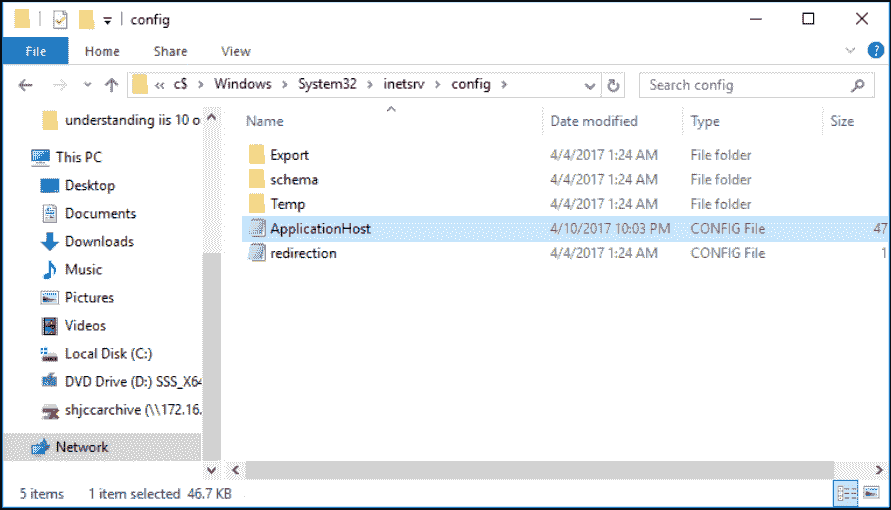 config
File Home Share View
« c$ > Windows > System32 > inetsrv > config >
Search config
Name Date modified Type Size
understanding iis 10 o
This PC
Desktop
Documents
Downloads
Music
Pictures
Videos
Local Disk (C:)
DVD Drive (D:) SSS_X64
shjccarchive (\\172.16.
Network
Export 4/4/2017 1:24 AM File folder
schema 4/4/2017 1:24 AM File folder
Temp 4/4/2017 1:24 AM File folder
ApplicationHost 4/10/2017 10:03 PM CONFIG File 47
redirection 4/4/2017 1:24 AM CONFIG File 1
5 items 1 item selected 46.7 KB